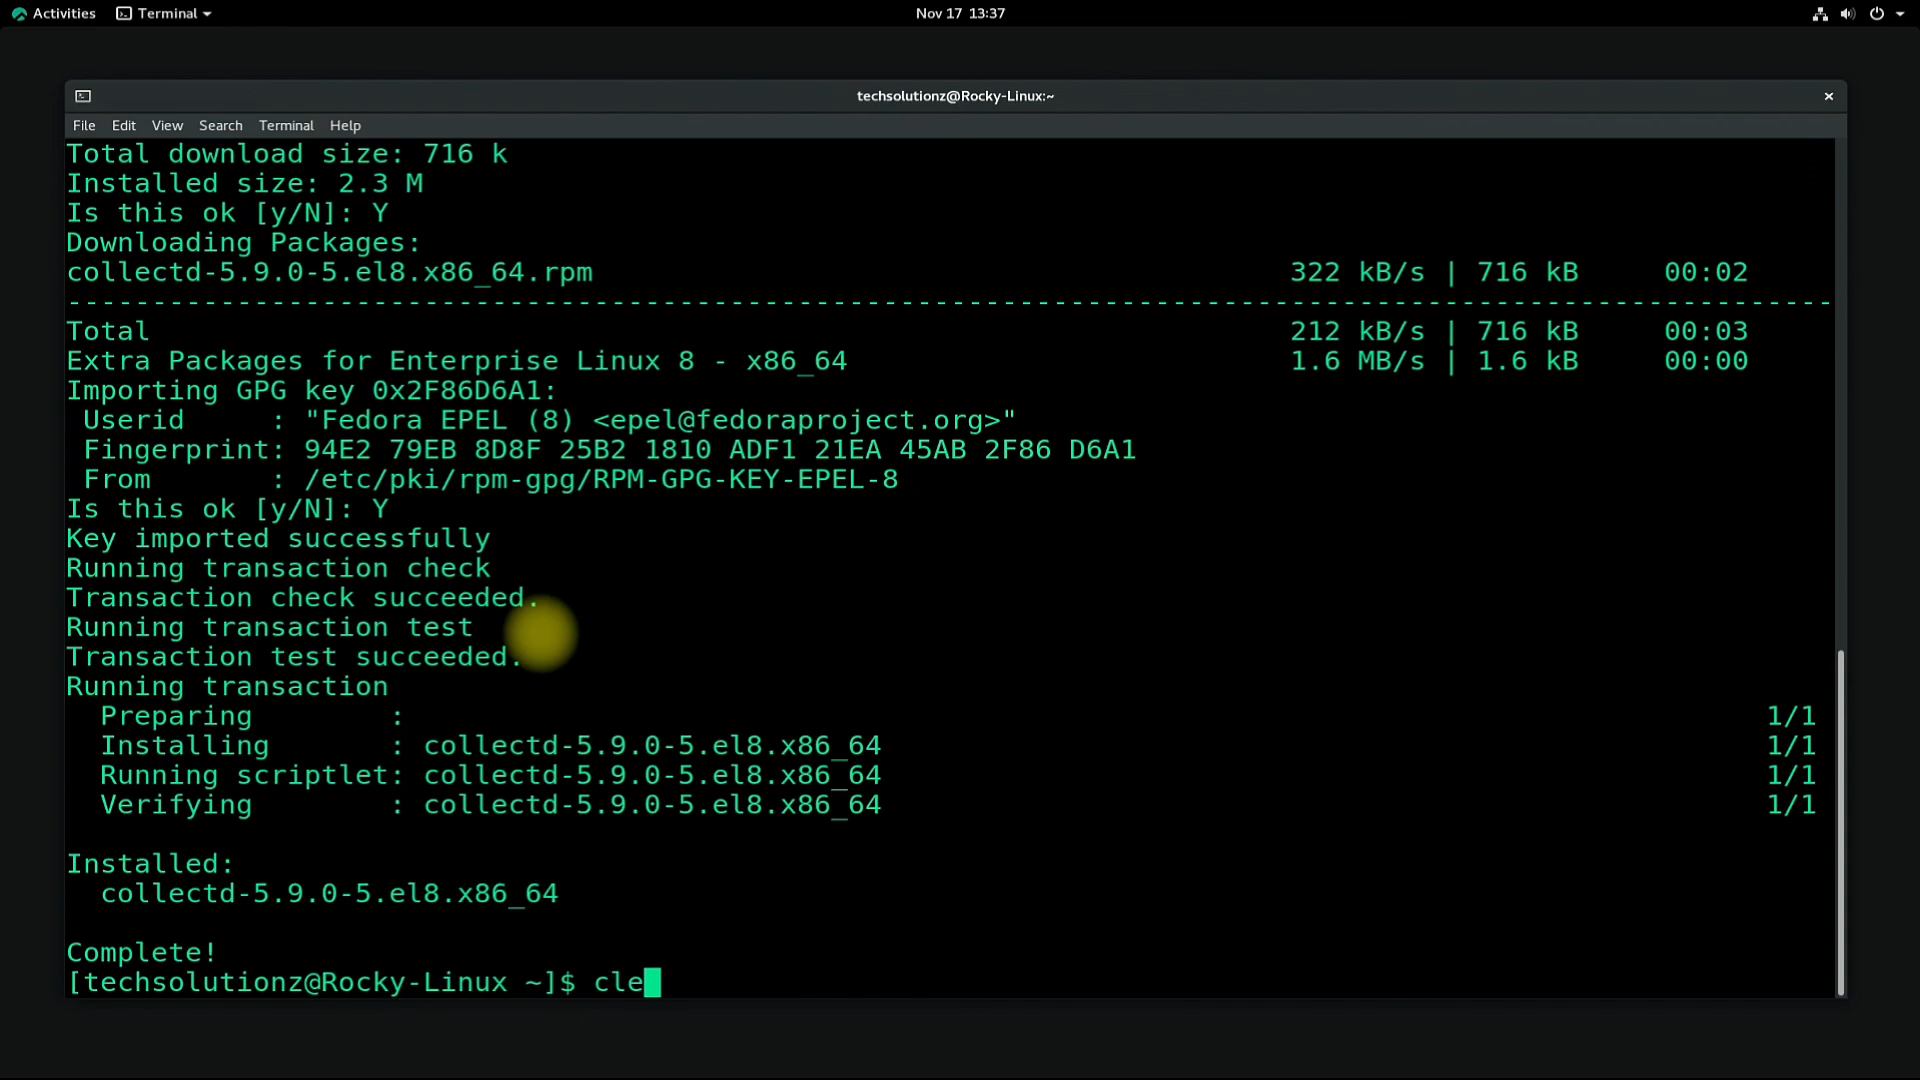 Activities Terminal Nov 17 13:37
techsolutionz@Rocky-Linux:~ ×
File Edit View Search Terminal Help
Total download size: 716 k
Installed size: 2.3 M
Is this ok [y/N]: Y
Downloading Packages:
collectd-5.9.0-5.el8.x86_64.rpm 322 kB/s | 716 kB 00:02
--------------------------------------------------------------------------------------------------------
Total 212 kB/s | 716 kB 00:03
Extra Packages for Enterprise Linux 8 - x86_64 1.6 MB/s | 1.6 kB 00:00
Importing GPG key 0x2F86D6A1:
Userid : "Fedora EPEL (8) <epel@fedoraproject.org>"
Fingerprint: 94E2 79EB 8D8F 25B2 1810 ADF1 21EA 45AB 2F86 D6A1
From : /etc/pki/rpm-gpg/RPM-GPG-KEY-EPEL-8
Is this ok [y/N]: Y
Key imported successfully
Running transaction check
Transaction check succeeded.
Running transaction test
Transaction test succeeded.
Running transaction
Preparing : 1/1
Installing : collectd-5.9.0-5.el8.x86_64 1/1
Running scriptlet: collectd-5.9.0-5.el8.x86_64 1/1
Verifying : collectd-5.9.0-5.el8.x86_64 1/1
Installed:
collectd-5.9.0-5.el8.x86_64
Complete!
[techsolutionz@Rocky-Linux ~]$ cle